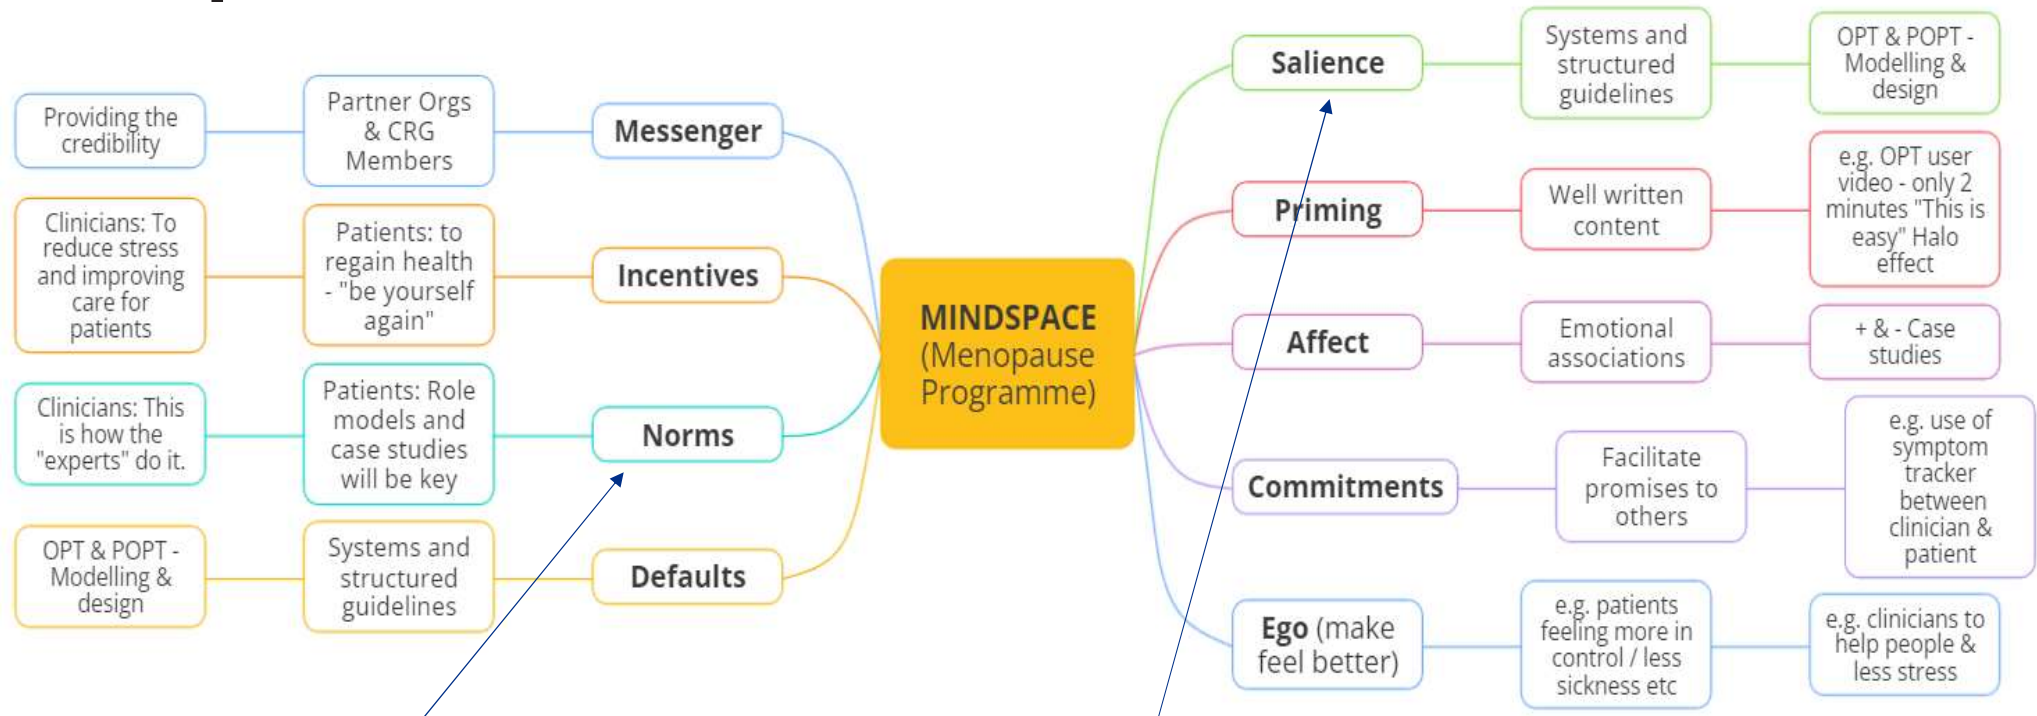 Providing the
credibility
Partner Orgs
& CRG
Members
Messenger
Clinicians: To
reduce stress
and improving
care for
patients
Patients: to
regain health
- "be yourself
again"
Incentives
Clinicians: This
is how the
"experts" do it.
Patients: Role
models and
case studies
will be key
Norms
OPT & POPT -
Modelling &
design
Systems and
structured
guidelines
Defaults
MINDSPACE
(Menopause
Programme)
Salience
Systems and
structured
guidelines
OPT & POPT -
Modelling &
design
Priming
Well written
content
e.g. OPT user
video - only 2
minutes "This is
easy" Halo
effect
Affect
Emotional
associations
+ & - Case
studies
Commitments
Facilitate
promises to
others
e.g. use of
symptom
tracker
between
clinician &
patient
Ego (make
feel better)
e.g. patients
feeling more in
control / less
sickness etc
e.g. clinicians to
help people &
less stress